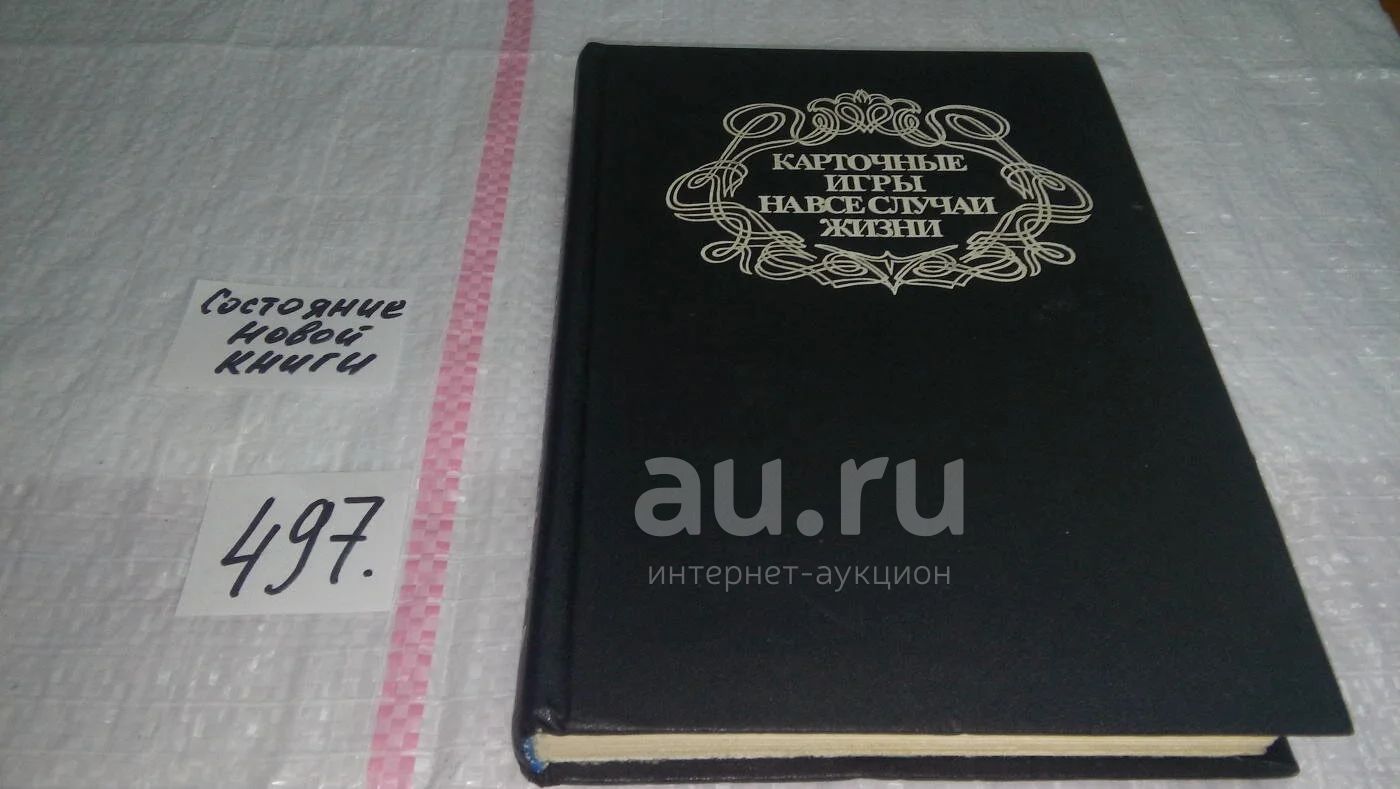 КАРТОЧНЫЕ
ИГРЫ
НА ВСЕ СЛУЧАИ
ЖИЗНИ
Состояние
новой
книги
497.
au.ru
интернет-аукцион